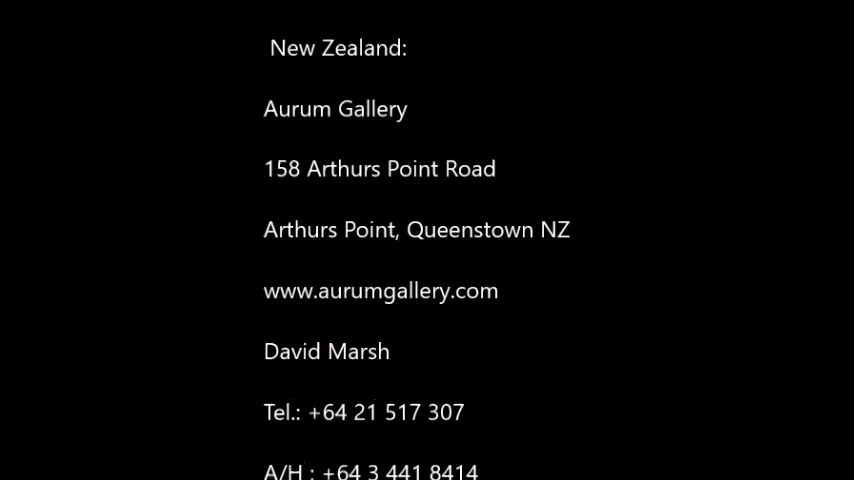 New Zealand:
Aurum Gallery
158 Arthurs Point Road
Arthurs Point, Queenstown NZ
www.aurumgallery.com
David Marsh
Tel.: +64 21 517 307
A/H : +64 3 441 8414